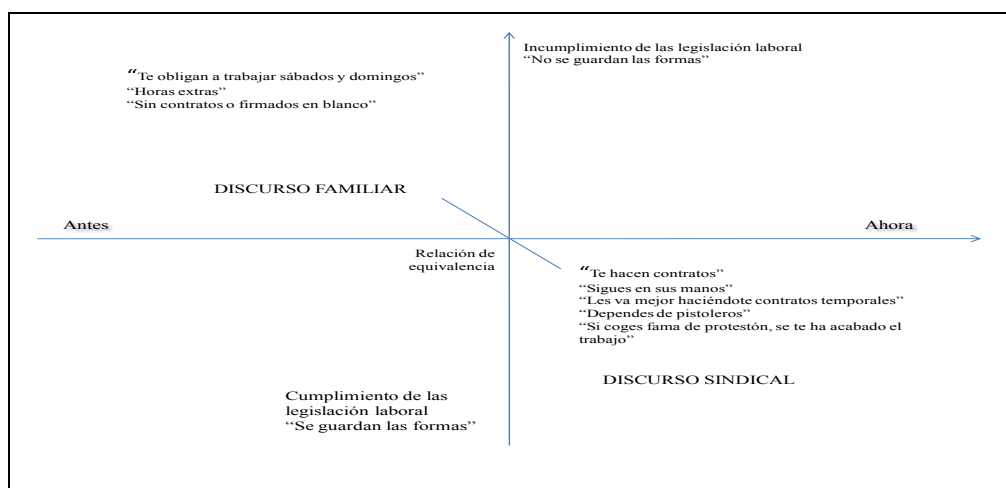 Incumplimiento de las legislación laboral
“No se guardan las formas”
“Te obligan a trabajar sábados y domingos”
“Horas extras”
“Sin contratos o firmados en blanco”
DISCURSO FAMILIAR
Antes
Ahora
Relación de
equivalencia
“Te hacen contratos”
“Sigues en sus manos”
“Les va mejor haciéndote contratos temporales”
“Dependes de pistoleros”
“Si coges fama de protestón, se te ha acabado el
trabajo”
DISCURSO SINDICAL
Cumplimiento de las
legislación laboral
“Se guardan las formas”